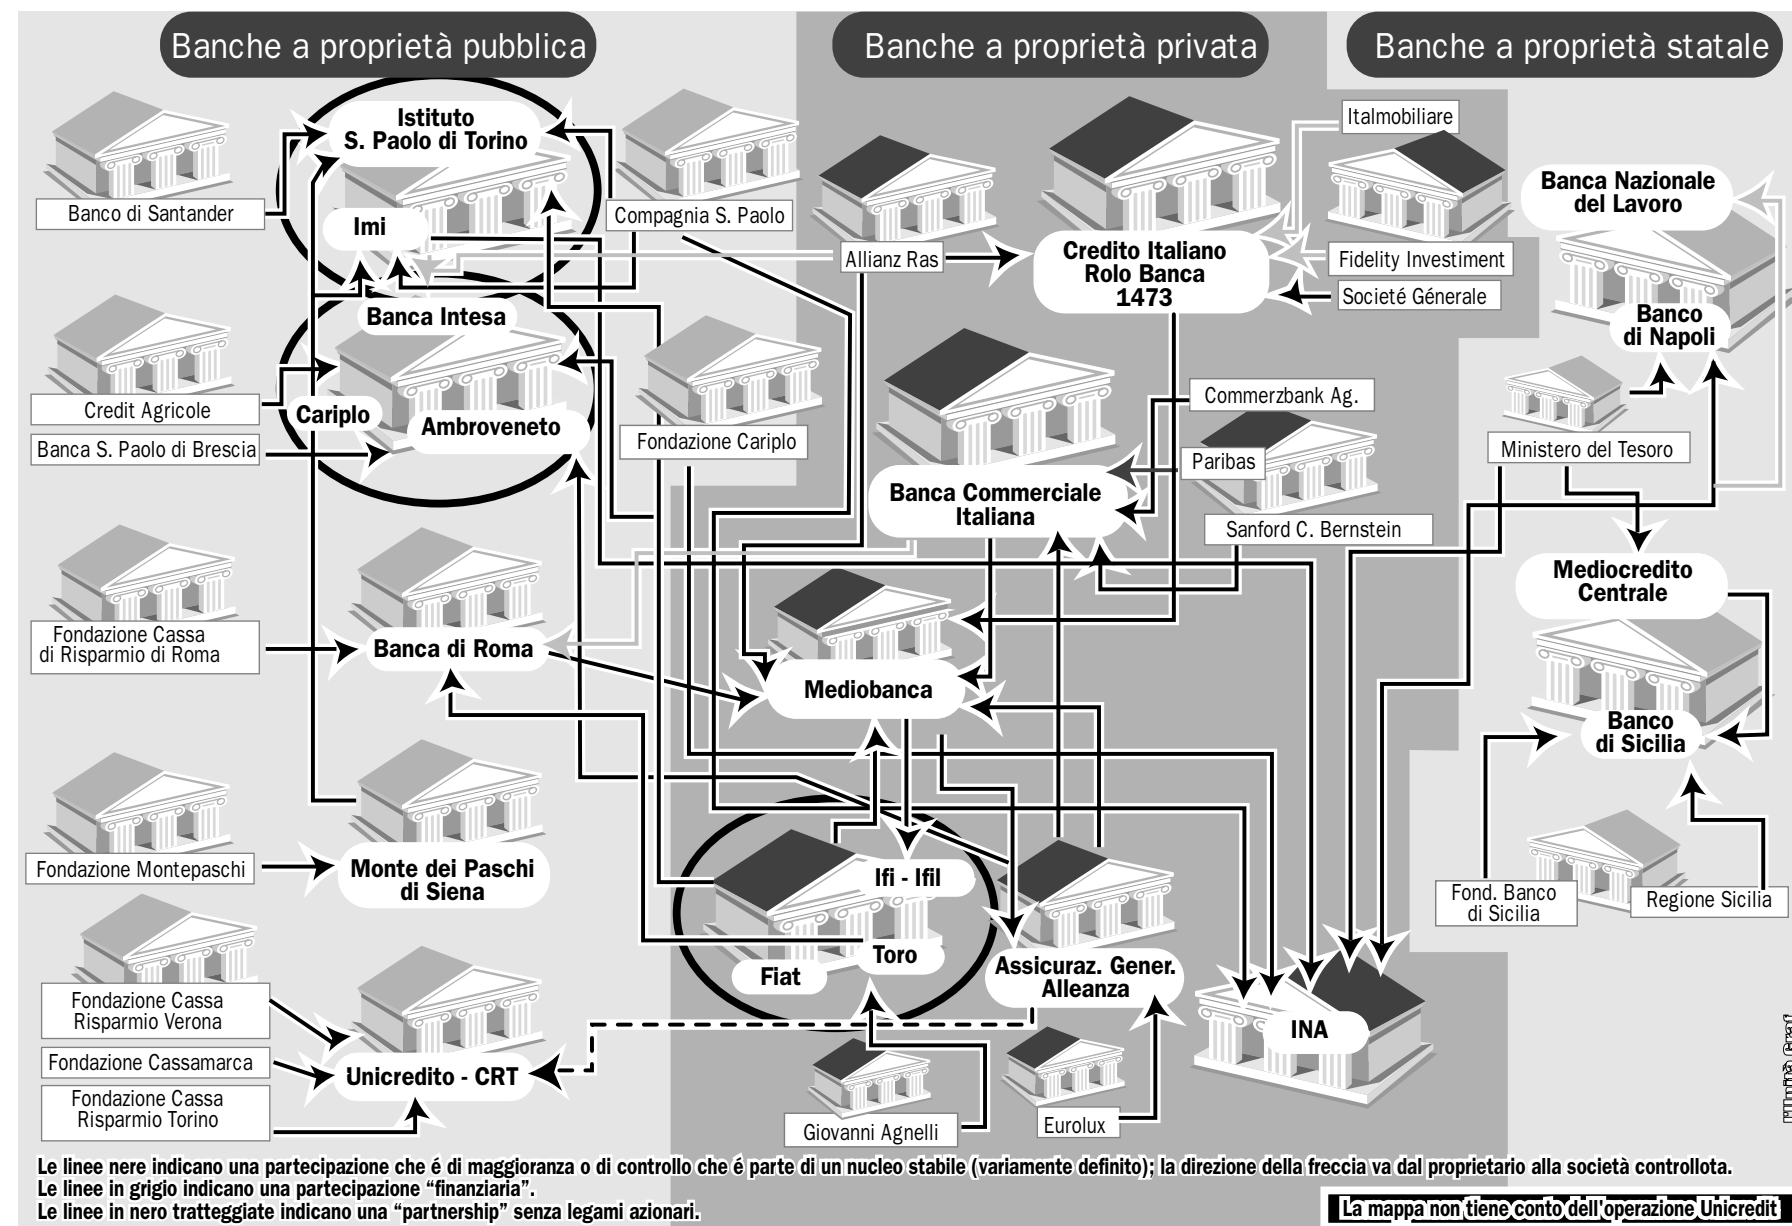 Banche a proprietà pubblica
Banche a proprietà privata
Banche a proprietà statale
Istituto
S. Paolo di Torino
Banco di Santander
Imi
Compagnia S. Paolo
Allianz Ras
Credito Italiano
Rolo Banca
1473
Italmobiliare
Fidelity Investiment
Societé Génerale
Banca Nazionale
del Lavoro
Banco
di Napoli
Banca Intesa
Credit Agricole
Cariplo
Ambroveneto
Banca S. Paolo di Brescia
Fondazione Cariplo
Commerzbank Ag.
Paribas
Sanford C. Bernstein
Banca Commerciale
Italiana
Ministero del Tesoro
Mediocredito
Centrale
Fondazione Cassa
di Risparmio di Roma
Banca di Roma
Mediobanca
Banco
di Sicilia
Fondazione Montepaschi
Monte dei Paschi
di Siena
Ifi - Ifil
Toro
Fiat
Assicuraz. Gener.
Alleanza
Fond. Banco
di Sicilia
Regione Sicilia
Fondazione Cassa
Risparmio Verona
Fondazione Cassamarca
Fondazione Cassa
Risparmio Torino
Unicredito - CRT
INA
Giovanni Agnelli
Eurolux
Le linee nere indicano una partecipazione che é di maggioranza o di controllo che é parte di un nucleo stabile (variamente definito); la direzione della freccia va dal proprietario alla società controllota.
Le linee in grigio indicano una partecipazione “finanziaria”.
Le linee in nero tratteggiate indicano una “partnership” senza legami azionari.
La mappa non tiene conto dell'operazione Unicredit